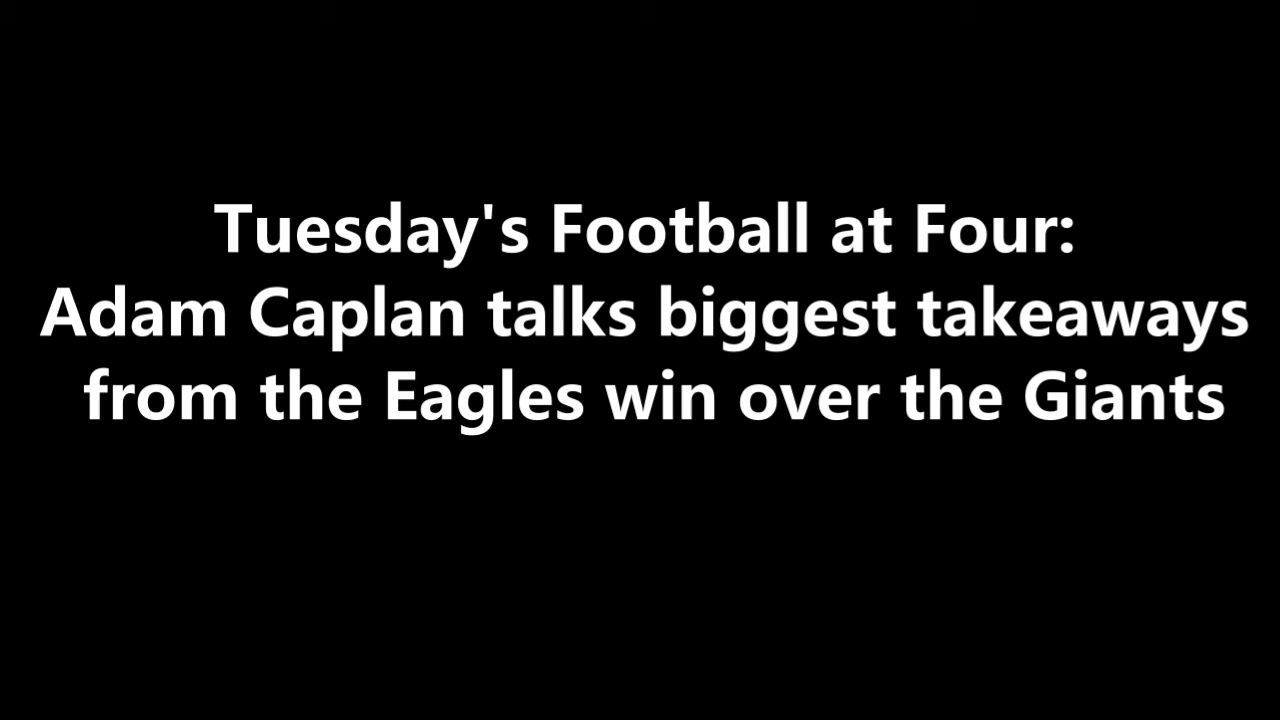 Tuesday's Football at Four:
Adam Caplan talks biggest takeaways
from the Eagles win over the Giants